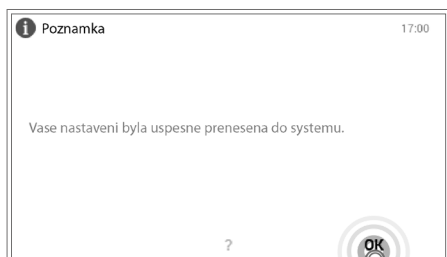 Poznamka 17:00
Vase nastaveni byla uspesne prenesena do systemu.
?
OK